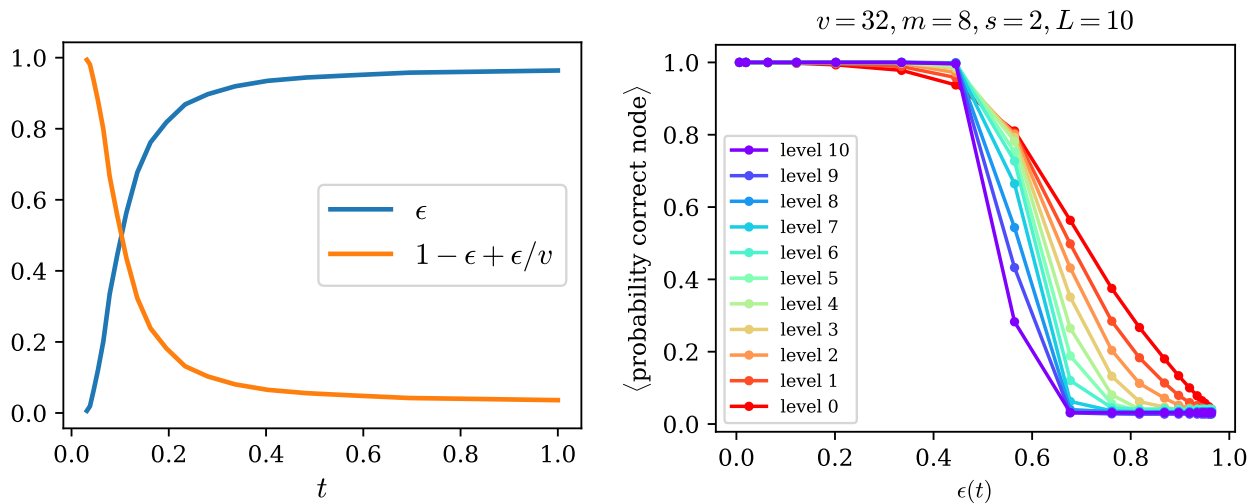 1.0
0.8
0.6
0.4
0.2
0.0
ϵ
1 − ϵ + ϵ/v
0.0 0.2 0.4 0.6 0.8 1.0
t
v = 32, m = 8, s = 2, L = 10
⟨probability correct node⟩
1.0
0.8
0.6
0.4
0.2
0.0
level 10
level 9
level 8
level 7
level 6
level 5
level 4
level 3
level 2
level 1
level 0
0.0 0.2 0.4 0.6 0.8 1.0
ϵ(t)